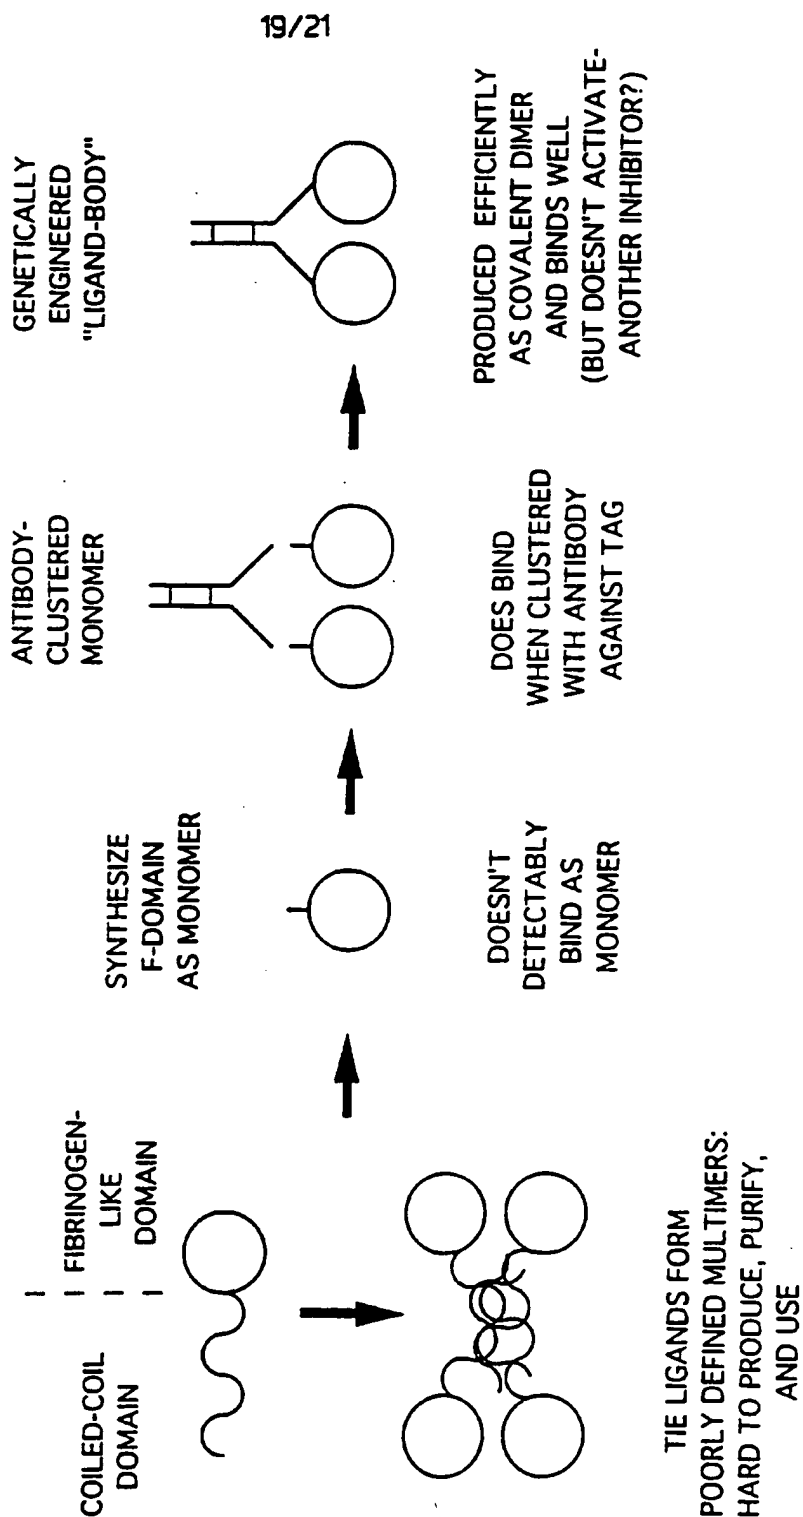 19/21
COILED-COIL
DOMAIN
FIBRINOGEN-
LIKE
DOMAIN
TIE LIGANDS FORM
POORLY DEFINED MULTIMERS:
HARD TO PRODUCE, PURIFY,
AND USE
SYNTHESIZE
F-DOMAIN
AS MONOMER
DOESN'T
DETECTABLY
BIND AS
MONOMER
ANTIBODY-
CLUSTERED
MONOMER
DOES BIND
WHEN CLUSTERED
WITH ANTIBODY
AGAINST TAG
GENETICALLY
ENGINEERED
"LIGAND-BODY"
PRODUCED EFFICIENTLY
AS COVALENT DIMER
AND BINDS WELL
(BUT DOESN'T ACTIVATE-
ANOTHER INHIBITOR?)